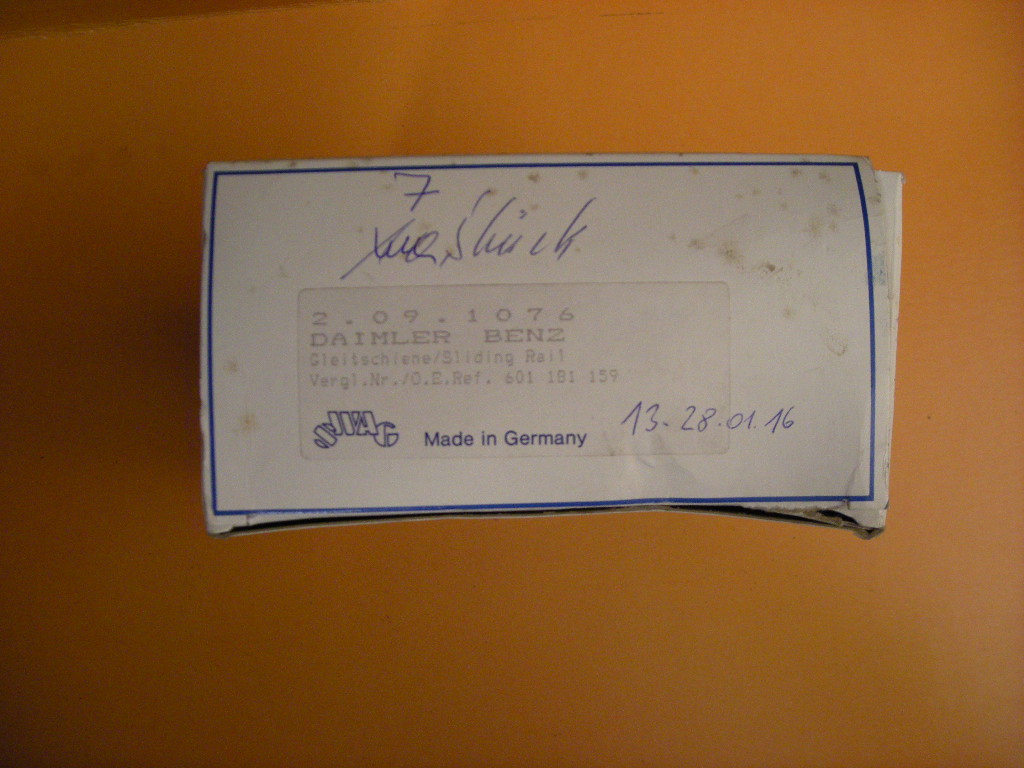 7
Stück
2.09.1076
DAIMLER BENZ
Gleitschiene/Sliding Rail
Vergl.Nr./O.E.Ref. 601 181 159
SWAG Made in Germany
13.28.01.16